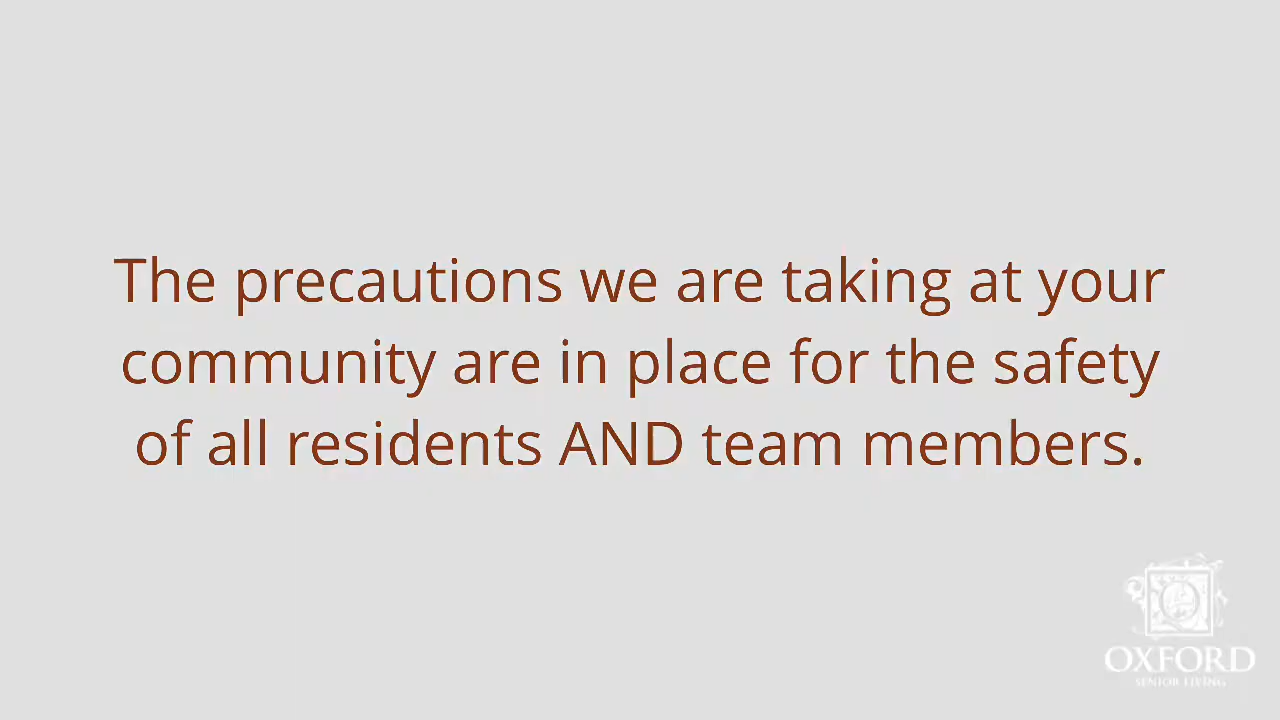 The precautions we are taking at your
community are in place for the safety
of all residents AND team members.
OXFORD
SENIOR LIVING